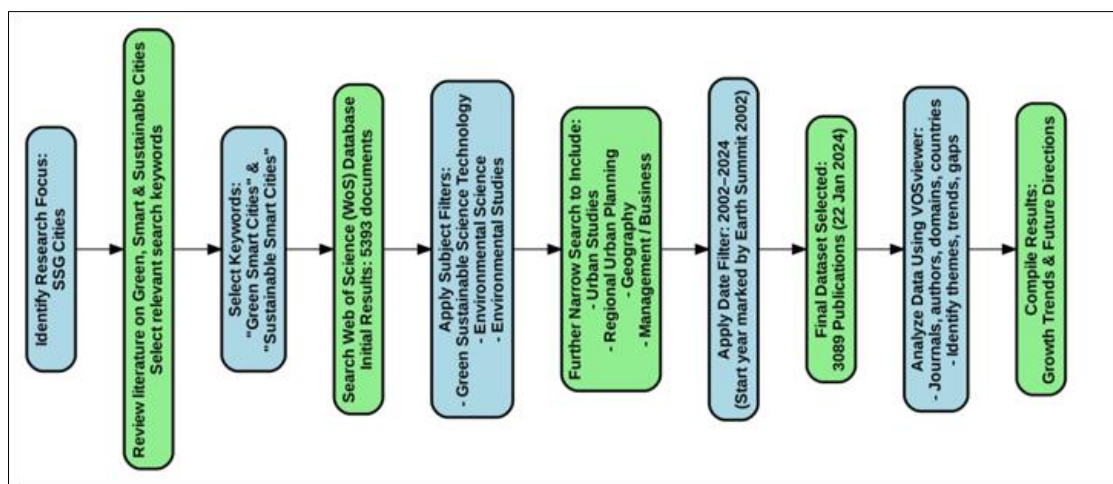 Identify Research Focus:
SSG Cities
Review literature on Green, Smart & Sustainable Cities
Select relevant search keywords
Select Keywords:
"Green Smart Cities" &
"Sustainable Smart Cities"
Search Web of Science (WoS) Database
Initial Results: 5393 documents
Apply Subject Filters:
- Green Sustainable Science Technology
- Environmental Science
- Environmental Studies
Further Narrow Search to Include:
- Urban Studies
- Regional Urban Planning
- Geography
- Management / Business
Apply Date Filter: 2002–2024
(Start year marked by Earth Summit 2002)
Final Dataset Selected:
3089 Publications (22 Jan 2024)
Analyze Data Using VOSviewer:
- Journals, authors, domains, countries
- Identify themes, trends, gaps
Compile Results:
Growth Trends & Future Directions